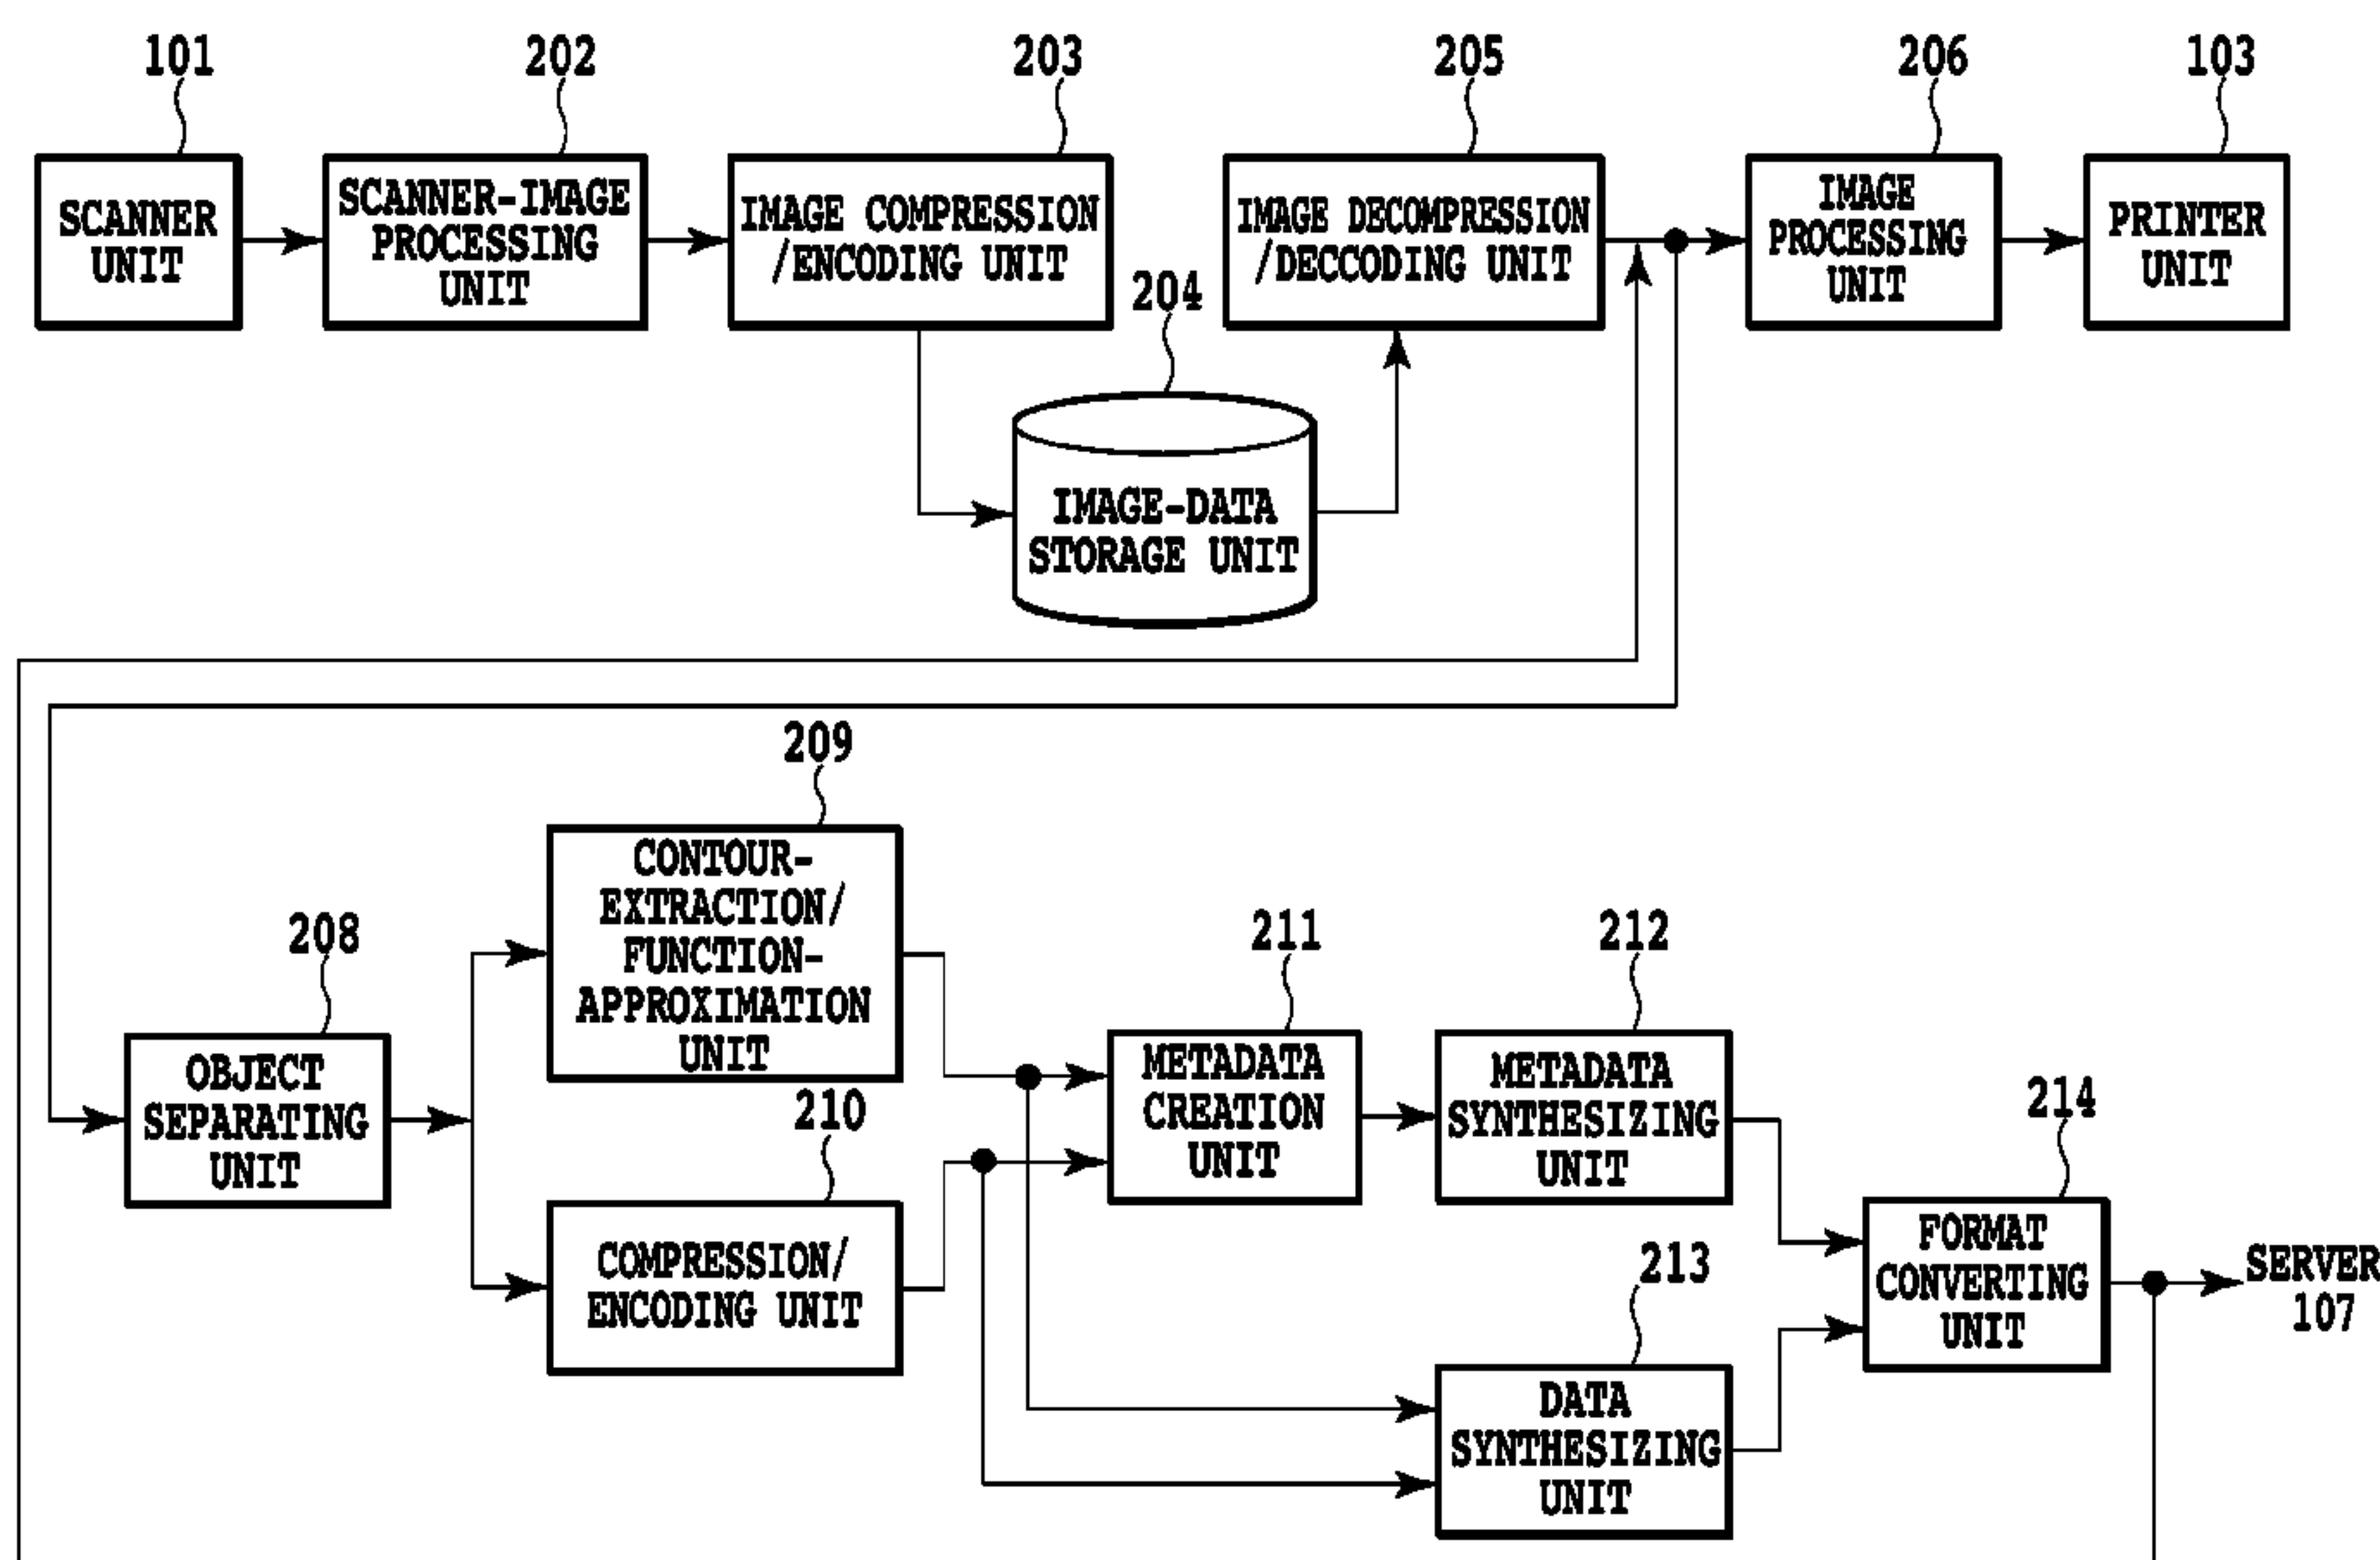 101
202
203
205
206
103
SCANNER
UNIT
SCANNER-IMAGE
PROCESSING
UNIT
IMAGE COMPRESSION
/ENCODING UNIT
IMAGE DECOMPRESSION
/DECCODING UNIT
IMAGE
PROCESSING
UNIT
PRINTER
UNIT
204
IMAGE-DATA
STORAGE UNIT
209
CONTOUR-
EXTRACTION/
FUNCTION-
APPROXIMATION
UNIT
208
OBJECT
SEPARATING
UNIT
210
COMPRESSION/
ENCODING UNIT
211
METADATA
CREATION
UNIT
212
METADATA
SYNTHESIZING
UNIT
213
DATA
SYNTHESIZING
UNIT
214
FORMAT
CONVERTING
UNIT
SERVER
107